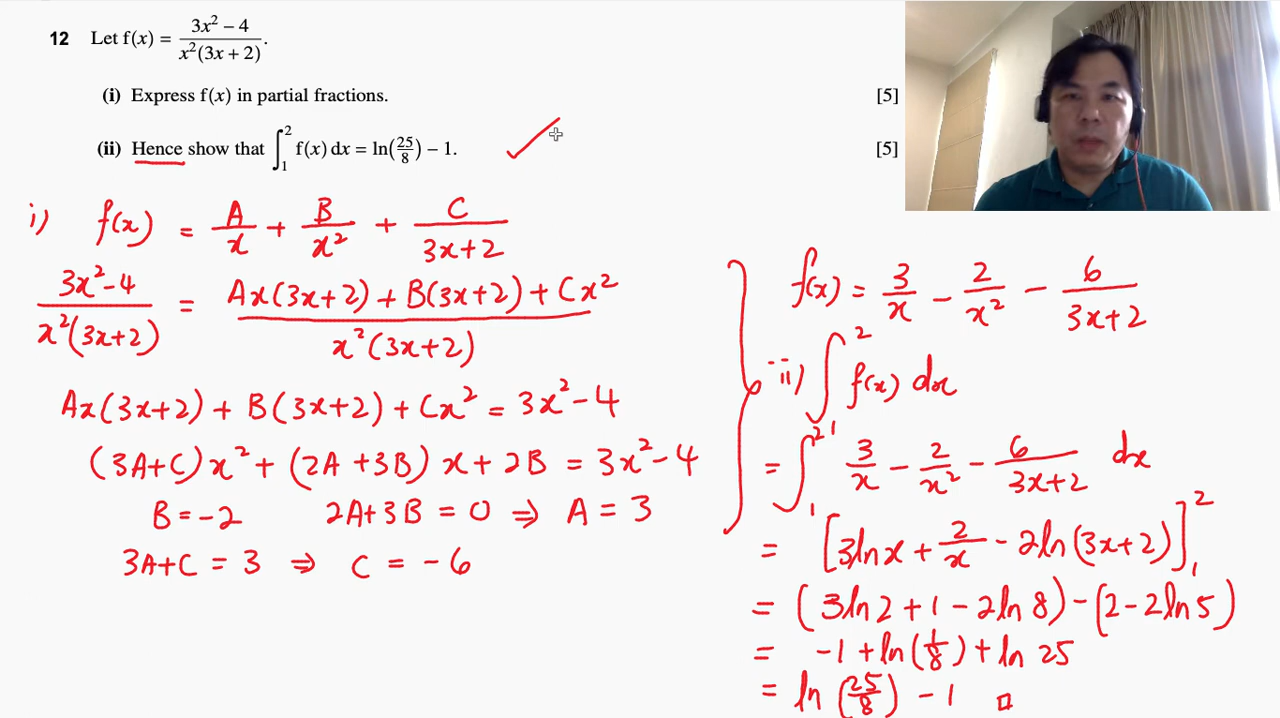 12 Let f(x) = (3x² − 4)/(x²(3x + 2)).
(i) Express f(x) in partial fractions. [5]
(ii) Hence show that ∫₁² f(x) dx = ln(25/8) − 1. [5]
i) f(x) = A/x + B/x² + C/(3x+2)
(3x²-4)/(x²(3x+2)) = (Ax(3x+2) + B(3x+2) + Cx²)/(x²(3x+2))
Ax(3x+2) + B(3x+2) + Cx² = 3x²-4
(3A+C)x² + (2A+3B)x + 2B = 3x²-4
B = -2 2A+3B = 0 ⇒ A = 3
3A+C = 3 ⇒ C = -6
f(x) = 3/x - 2/x² - 6/(3x+2)
ii) ∫₁² f(x) dx
= ∫₁² 3/x - 2/x² - 6/(3x+2) dx
= [3lnx + 2/x - 2ln(3x+2)]₁²
= (3ln2 + 1 - 2ln8) - (2 - 2ln5)
= -1 + ln(1/8) + ln 25
= ln(25/8) - 1